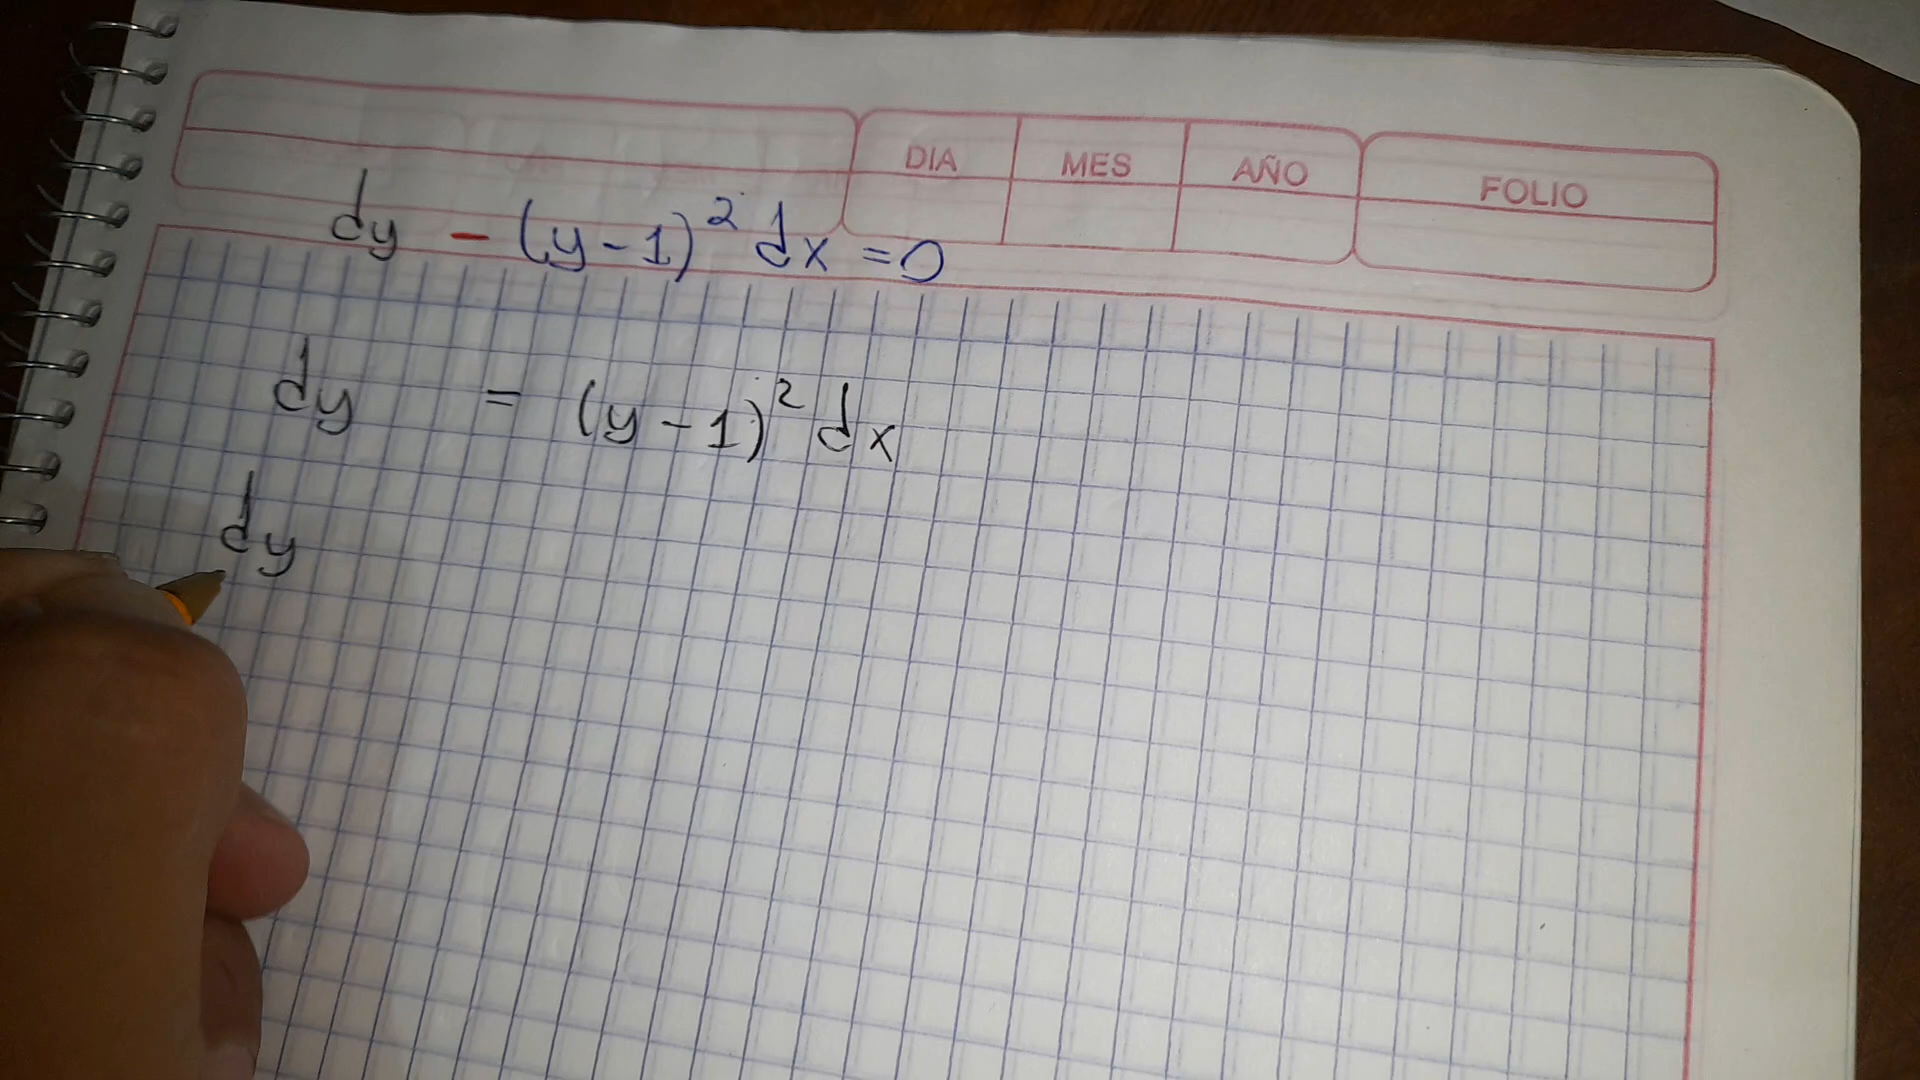 DIA MES AÑO FOLIO
dy - (y-1)² dx = 0
dy = (y-1)² dx
dy